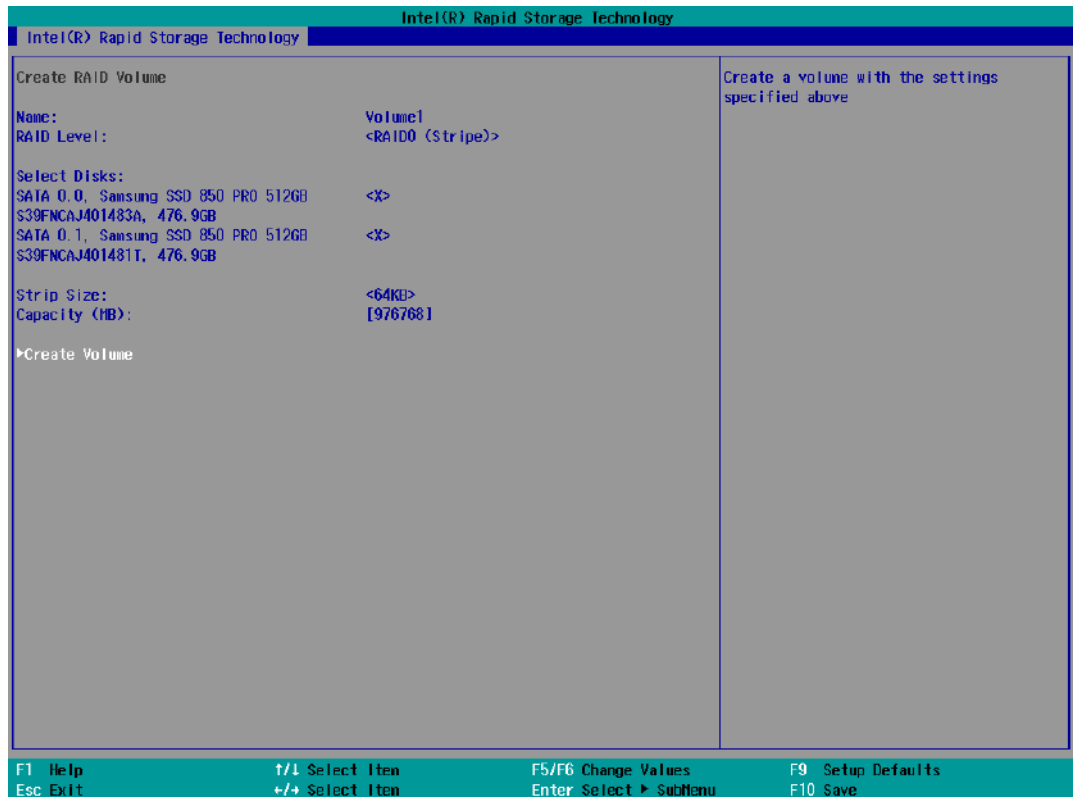 Intel(R) Rapid Storage Technology
Intel(R) Rapid Storage Technology
Create RAID Volume
Create a volume with the settings
specified above
Name: Volume1
RAID Level: <RAID0 (Stripe)>
Select Disks:
SATA 0.0, Samsung SSD 850 PRO 512GB <X>
S39FNCAJ401483A, 476.9GB
SATA 0.1, Samsung SSD 850 PRO 512GB <X>
S39FNCAJ401481T, 476.9GB
Strip Size: <64KB>
Capacity (MB): [976768]
►Create Volume
F1 Help ↑/↓ Select Item F5/F6 Change Values F9 Setup Defaults
Esc Exit ←/→ Select Item Enter Select ► SubMenu F10 Save